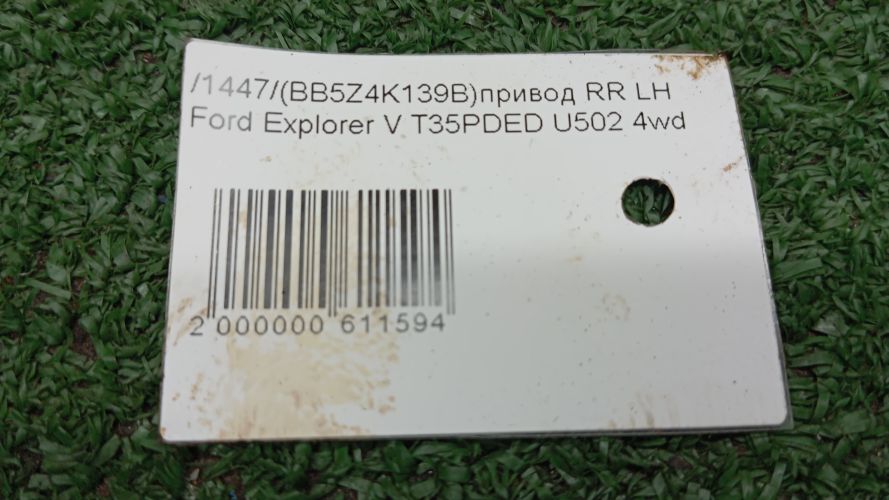 /1447/(BB5Z4K139B)привод RR LH
Ford Explorer V T35PDED U502 4wd
2 000000 611594